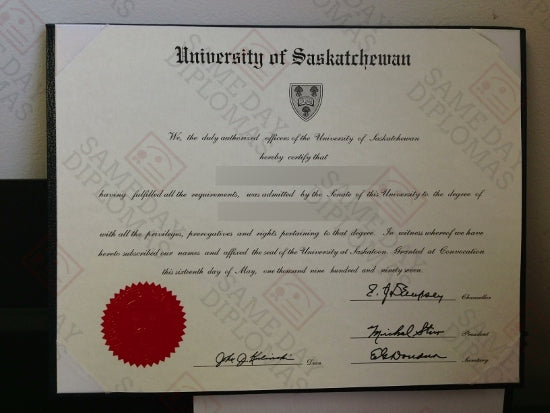 University of Saskatchewan
We, the duly authorized officers of the University of Saskatchewan
hereby certify that
having fulfilled all the requirements, was admitted by the Senate of this University to the degree of
with all the privileges, prerogatives and rights pertaining to that degree. In witness whereof we have
hereto subscribed our names and affixed the seal of the University at Saskatoon. Granted at Convocation
this sixteenth day of May, one thousand nine hundred and ninety seven.
E. J. Dempsey Chancellor
President
Dean
Secretary
SAME DAY
DIPLOMAS